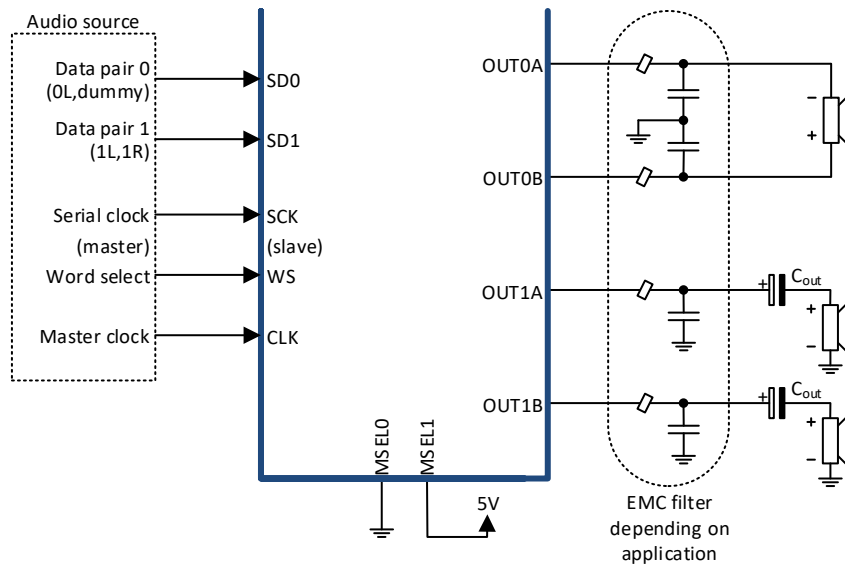 Audio source
Data pair 0
(0L,dummy)
SD0
Data pair 1
(1L,1R)
SD1
Serial clock
SCK
(master)
(slave)
Word select
WS
Master clock
CLK
MSEL0
MSEL1
5V
OUT0A
OUT0B
OUT1A
OUT1B
−
+
+
Cout
+
−
+
Cout
+
−
EMC filter
depending on
application